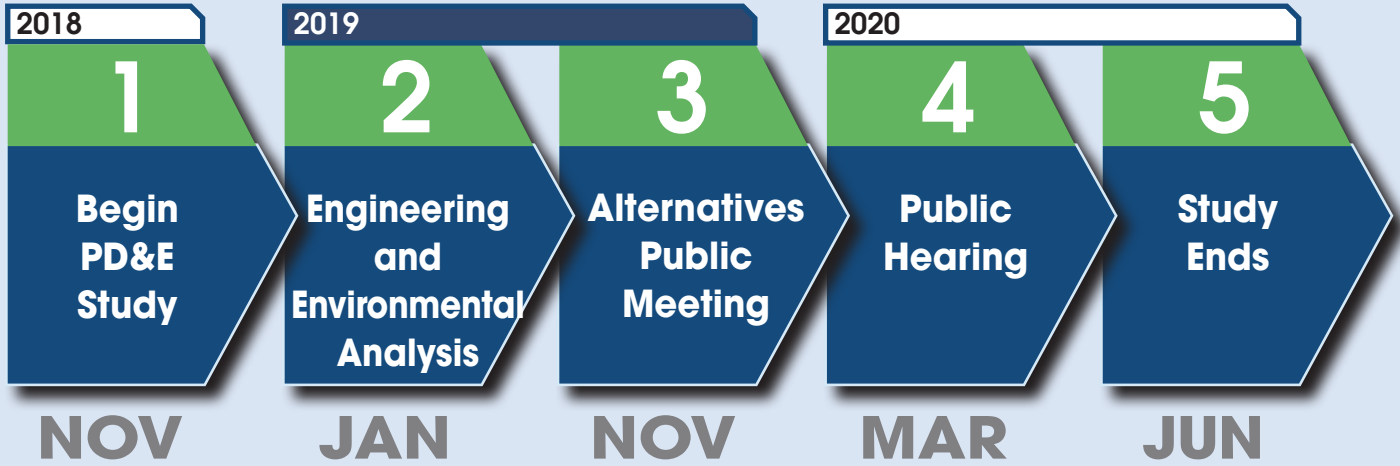 2018
2019
2020
1
2
3
4
5
Begin
PD&E
Study
Engineering
and
Environmental
Analysis
Alternatives
Public
Meeting
Public
Hearing
Study
Ends
NOV
JAN
NOV
MAR
JUN